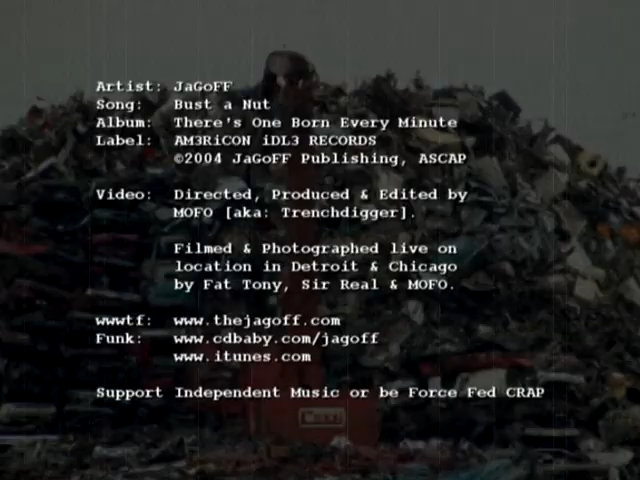 Artist: JaGoFF
Song: Bust a Nut
Album: There's One Born Every Minute
Label: AM3RiCON iDL3 RECORDS
©2004 JaGoFF Publishing, ASCAP
Video: Directed, Produced & Edited by
MOFO [aka: Trenchdigger].
Filmed & Photographed live on
location in Detroit & Chicago
by Fat Tony, Sir Real & MOFO.
wwwtf: www.thejagoff.com
Funk: www.cdbaby.com/jagoff
www.itunes.com
Support Independent Music or be Force Fed CRAP